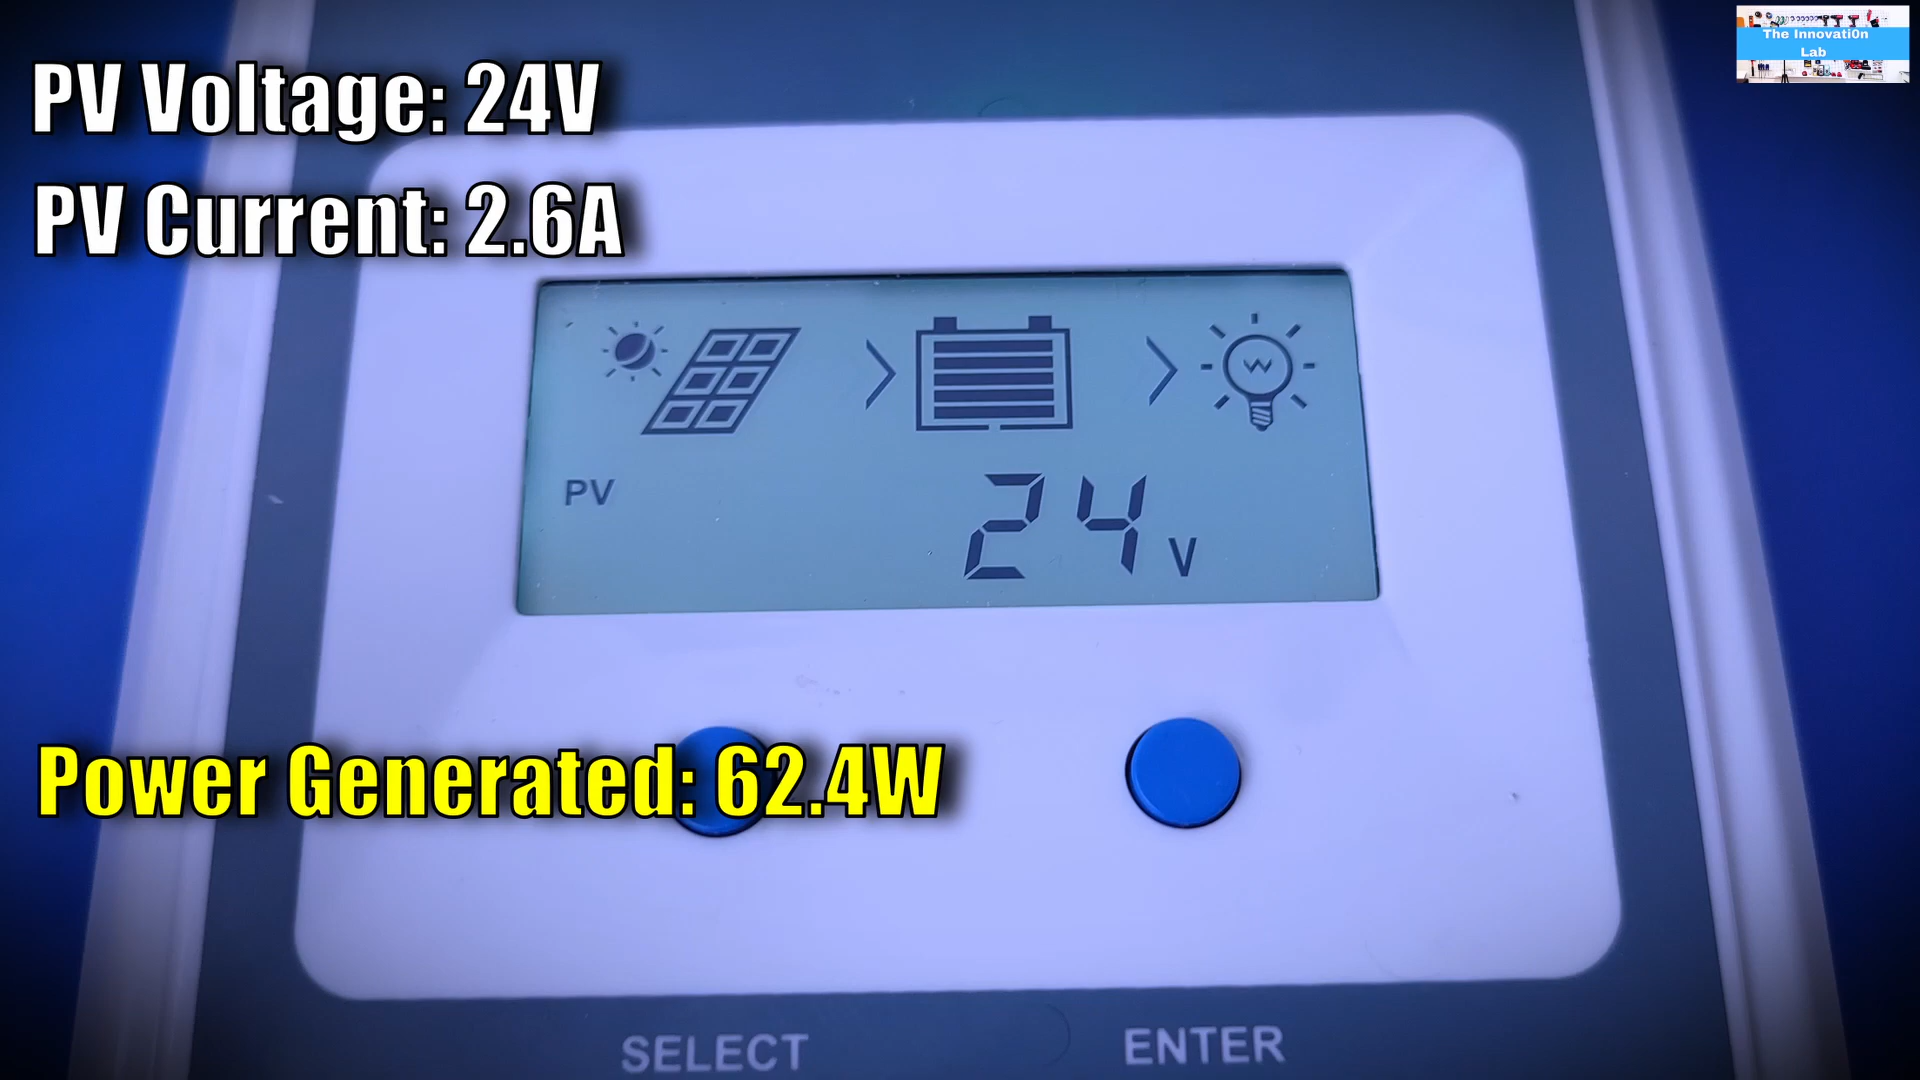 The Innovati0n
Lab
PV Voltage: 24V
PV Current: 2.6A
PV
24 V
Power Generated: 62.4W
SELECT
ENTER